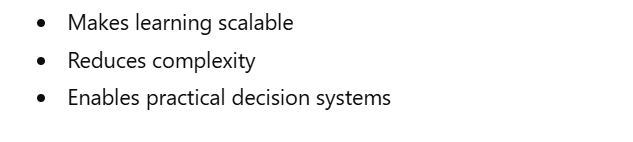 • Makes learning scalable
• Reduces complexity
• Enables practical decision systems